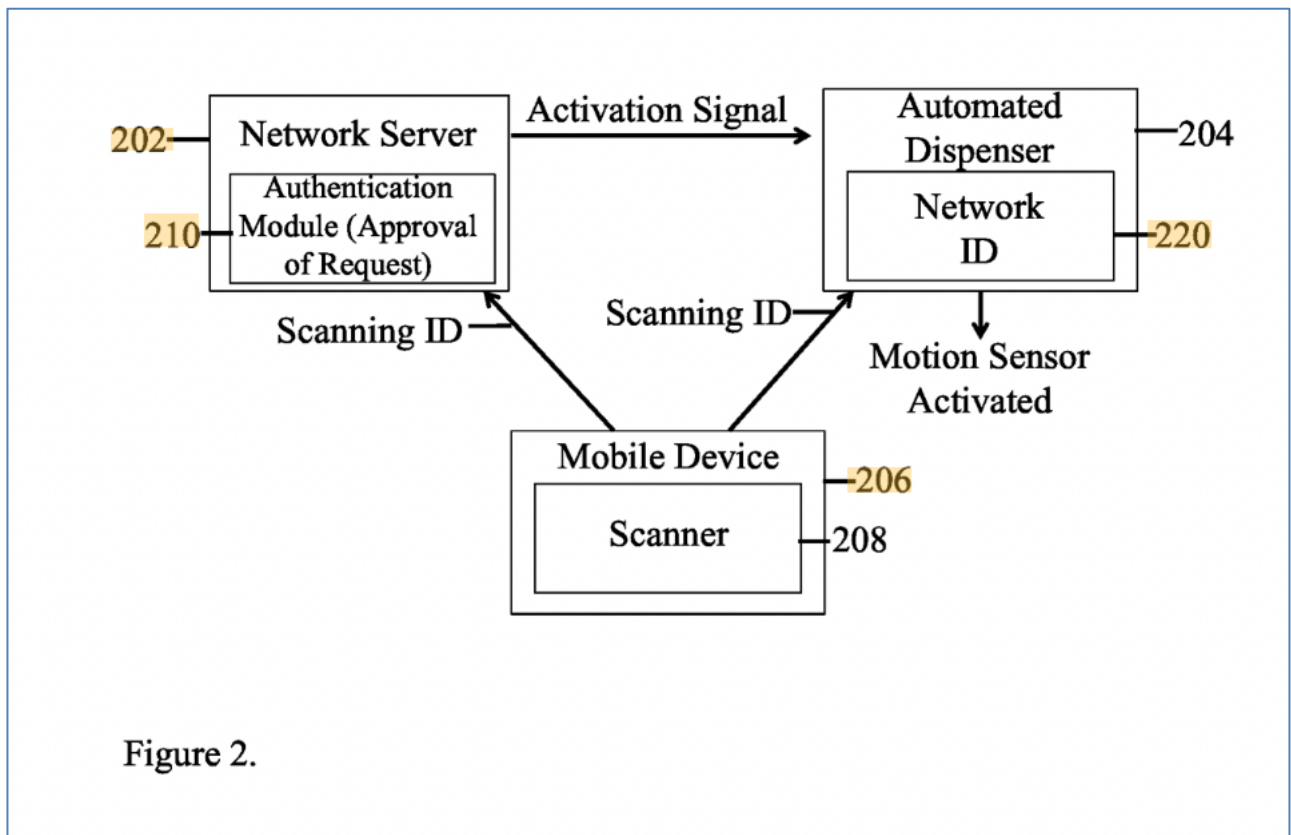 Activation Signal
202
Network Server
Authentication
Module (Approval
of Request)
210
Automated
Dispenser
204
Network
ID
220
Scanning ID
Scanning ID
Motion Sensor
Activated
Mobile Device
206
Scanner
208
Figure 2.